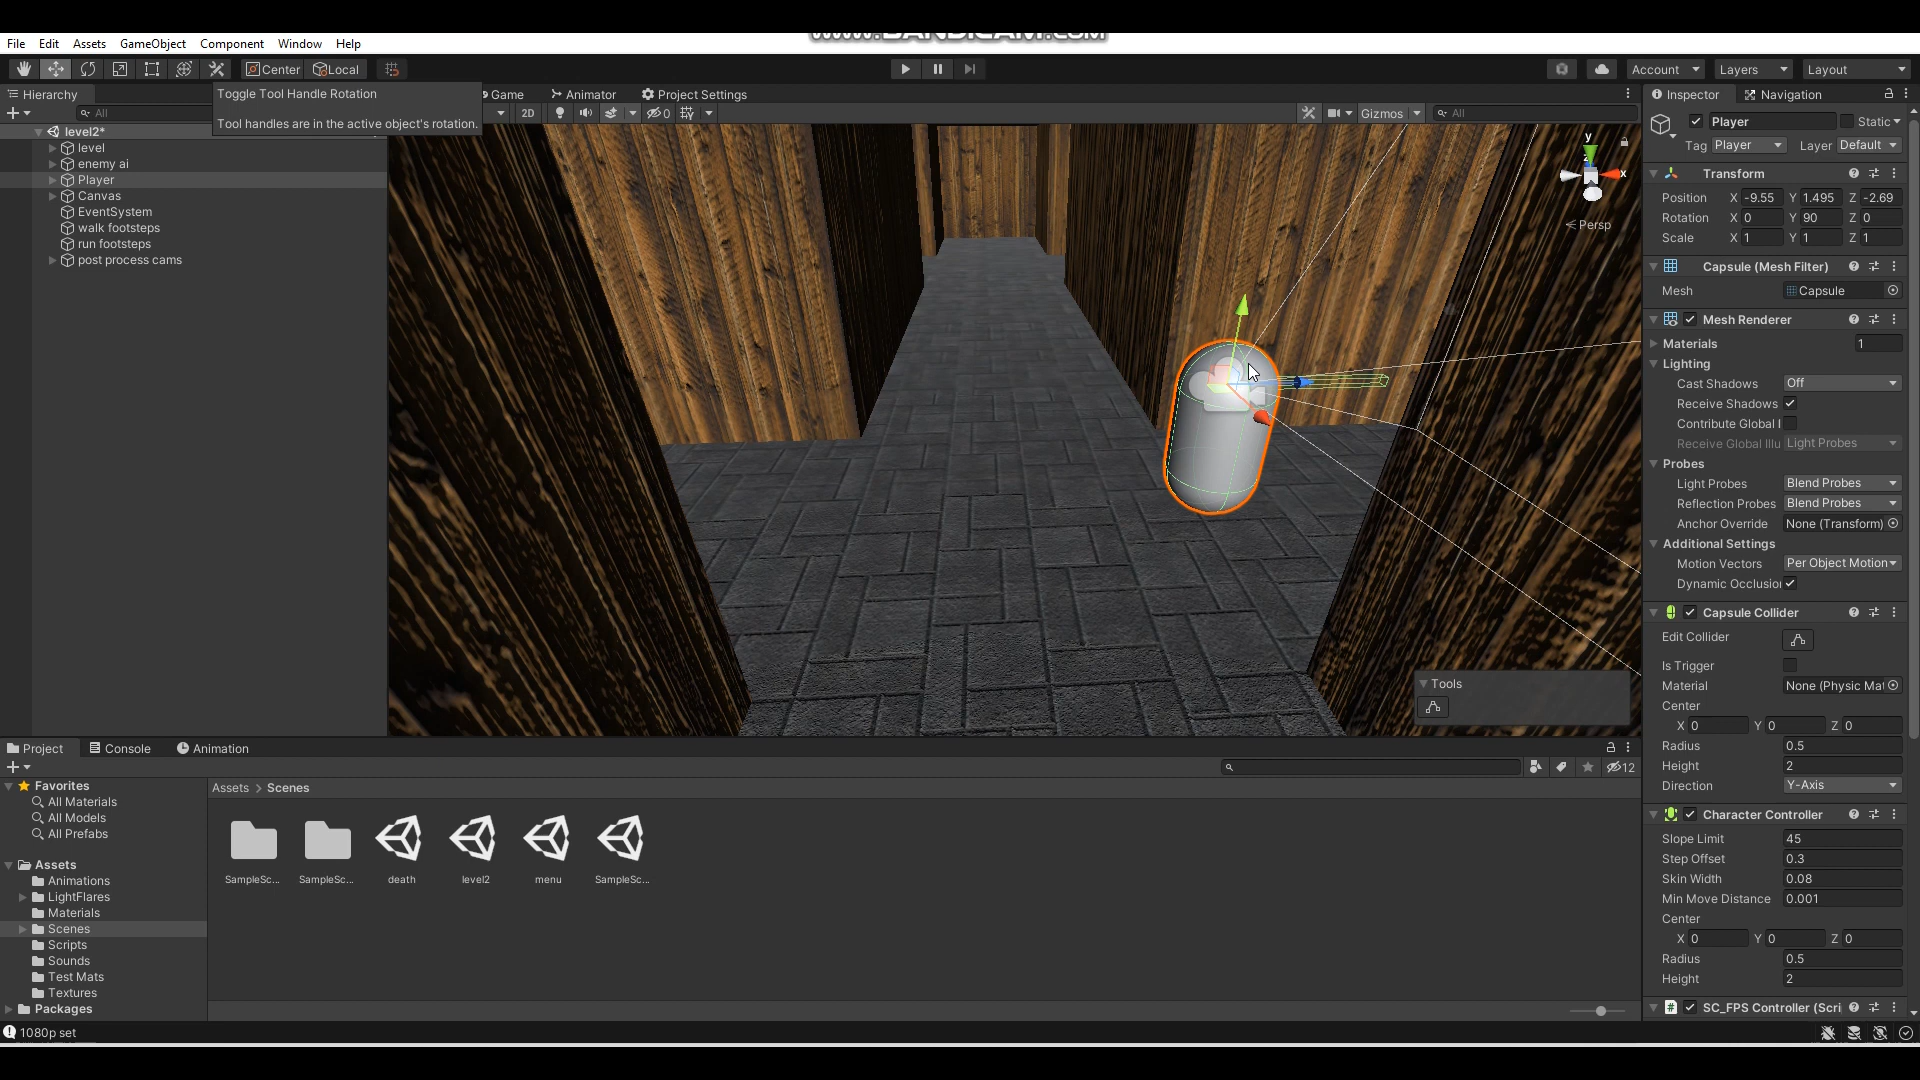 www.BANDICAM.com
File Edit Assets GameObject Component Window Help
Center Local Account Layers Layout
Hierarchy Game Animator Project Settings Inspector Navigation
All 2D 0 Gizmos All
Toggle Tool Handle Rotation
Tool handles are in the active object's rotation.
level2*
level
enemy ai
Player
Canvas
EventSystem
walk footsteps
run footsteps
post process cams
y
z
x
Persp
Tools
Player Static
Tag Player Layer Default
Transform
Position X -9.55 Y 1.495 Z -2.69
Rotation X 0 Y 90 Z 0
Scale X 1 Y 1 Z 1
Capsule (Mesh Filter)
Mesh Capsule
Mesh Renderer
Materials 1
Lighting
Cast Shadows Off
Receive Shadows
Contribute Global I
Receive Global Illu Light Probes
Probes
Light Probes Blend Probes
Reflection Probes Blend Probes
Anchor Override None (Transform)
Additional Settings
Motion Vectors Per Object Motion
Dynamic Occlusion
Capsule Collider
Edit Collider
Is Trigger
Material None (Physic Mat
Center
X 0 Y 0 Z 0
Radius 0.5
Height 2
Direction Y-Axis
Character Controller
Slope Limit 45
Step Offset 0.3
Skin Width 0.08
Min Move Distance 0.001
Center
X 0 Y 0 Z 0
Radius 0.5
Height 2
# SC_FPS Controller (Scri
Project Console Animation
12
Favorites
All Materials
All Models
All Prefabs
Assets
Animations
LightFlares
Materials
Scenes
Scripts
Sounds
Test Mats
Textures
Packages
Assets > Scenes
SampleSc... SampleSc... death level2 menu SampleSc...
1080p set